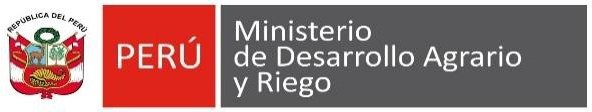 REPÚBLICA DEL PERÚ
PERÚ
Ministerio
de Desarrollo Agrario
y Riego